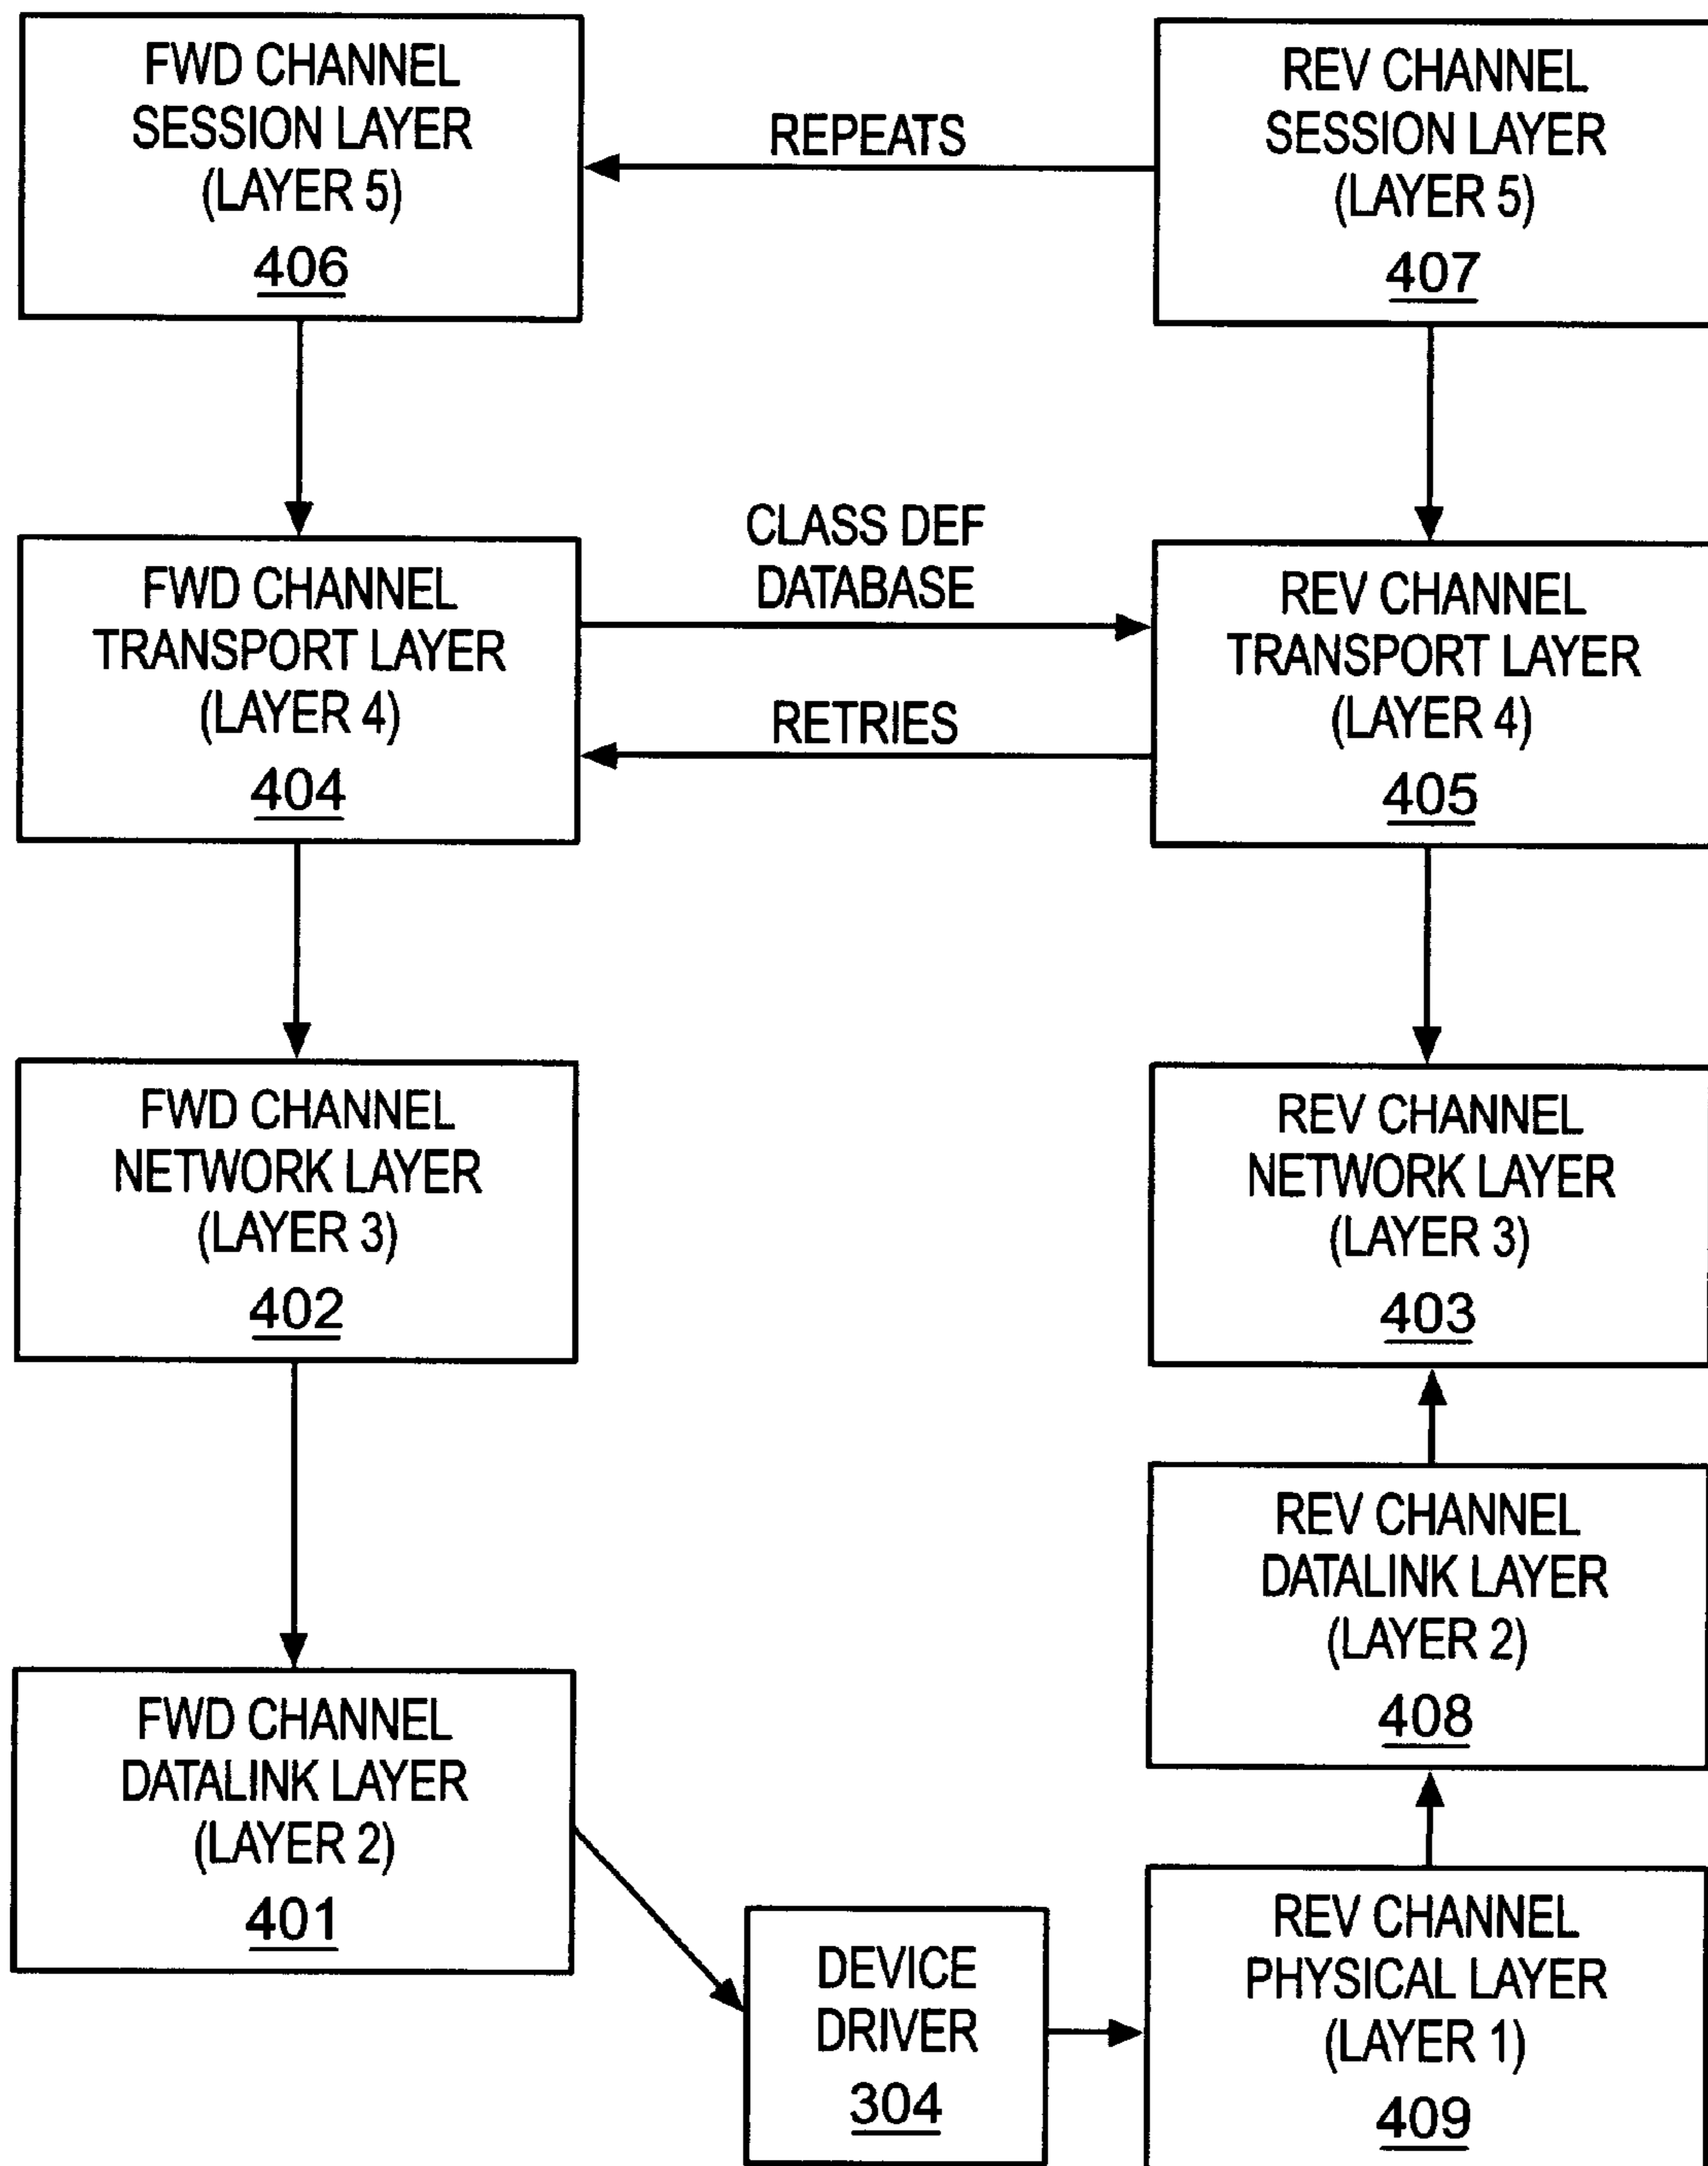 FWD CHANNEL
SESSION LAYER
(LAYER 5)
406
REPEATS
REV CHANNEL
SESSION LAYER
(LAYER 5)
407
FWD CHANNEL
TRANSPORT LAYER
(LAYER 4)
404
CLASS DEF
DATABASE
RETRIES
REV CHANNEL
TRANSPORT LAYER
(LAYER 4)
405
FWD CHANNEL
NETWORK LAYER
(LAYER 3)
402
REV CHANNEL
NETWORK LAYER
(LAYER 3)
403
REV CHANNEL
DATALINK LAYER
(LAYER 2)
408
FWD CHANNEL
DATALINK LAYER
(LAYER 2)
401
DEVICE
DRIVER
304
REV CHANNEL
PHYSICAL LAYER
(LAYER 1)
409